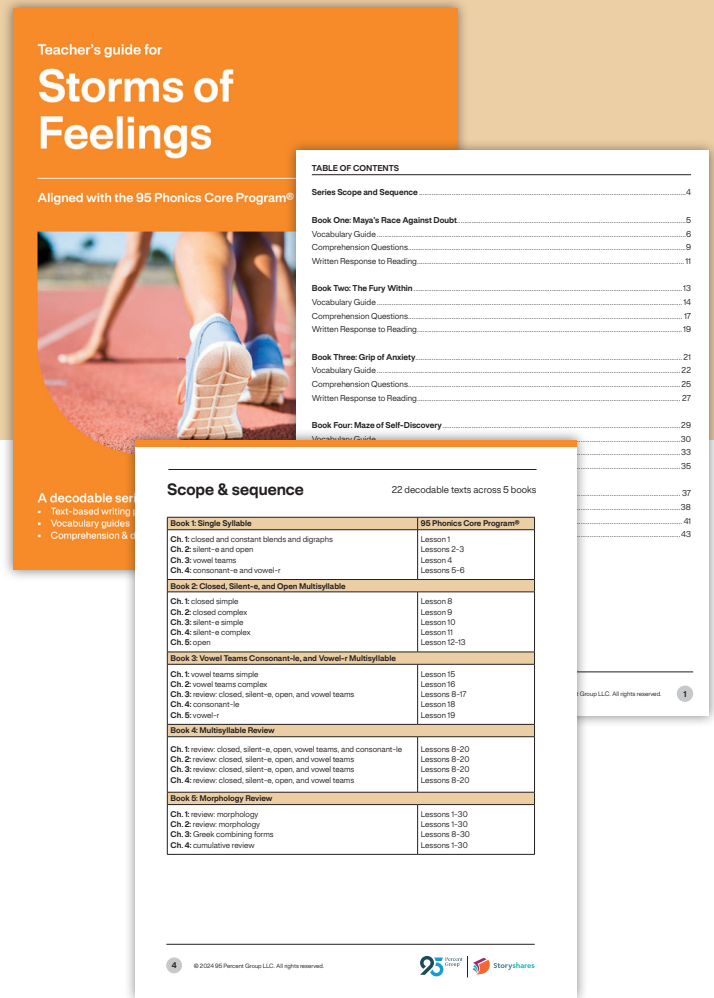 Teacher's guide for
Storms of
Feelings
Aligned with the 95 Phonics Core Program®
A decodable seri
• Text-based writing
• Vocabulary guides
• Comprehension & d
TABLE OF CONTENTS
Series Scope and Sequence 4
Book One: Maya's Race Against Doubt 5
Vocabulary Guide 6
Comprehension Questions 9
Written Response to Reading 11
Book Two: The Fury Within 13
Vocabulary Guide 14
Comprehension Questions 17
Written Response to Reading 19
Book Three: Grip of Anxiety 21
Vocabulary Guide 22
Comprehension Questions 25
Written Response to Reading 27
Book Four: Maze of Self-Discovery 29
Vocabulary Guide 30
33
35
37
38
41
43
t Group LLC. All rights reserved. 1
Scope & sequence 22 decodable texts across 5 books
Book 1: Single Syllable 95 Phonics Core Program®
Ch. 1: closed and constant blends and digraphs Lesson 1
Ch. 2: silent-e and open Lessons 2-3
Ch. 3: vowel teams Lesson 4
Ch. 4: consonant-e and vowel-r Lessons 5-6
Book 2: Closed, Silent-e, and Open Multisyllable
Ch. 1: closed simple Lesson 8
Ch. 2: closed complex Lesson 9
Ch. 3: silent-e simple Lesson 10
Ch. 4: silent-e complex Lesson 11
Ch. 5: open Lesson 12-13
Book 3: Vowel Teams Consonant-le, and Vowel-r Multisyllable
Ch. 1: vowel teams simple Lesson 15
Ch. 2: vowel teams complex Lesson 16
Ch. 3: review: closed, silent-e, open, and vowel teams Lessons 8-17
Ch. 4: consonant-le Lesson 18
Ch. 5: vowel-r Lesson 19
Book 4: Multisyllable Review
Ch. 1: review: closed, silent-e, open, vowel teams, and consonant-le Lessons 8-20
Ch. 2: review: closed, silent-e, open, and vowel teams Lessons 8-20
Ch. 3: review: closed, silent-e, open, and vowel teams Lessons 8-20
Ch. 4: review: closed, silent-e, open, and vowel teams Lessons 8-20
Book 5: Morphology Review
Ch. 1: review: morphology Lessons 1-30
Ch. 2: review: morphology Lessons 1-30
Ch. 3: Greek combining forms Lessons 8-30
Ch. 4: cumulative review Lessons 1-30
4 © 2024 95 Percent Group LLC. All rights reserved.
95 Percent Group
Storyshares